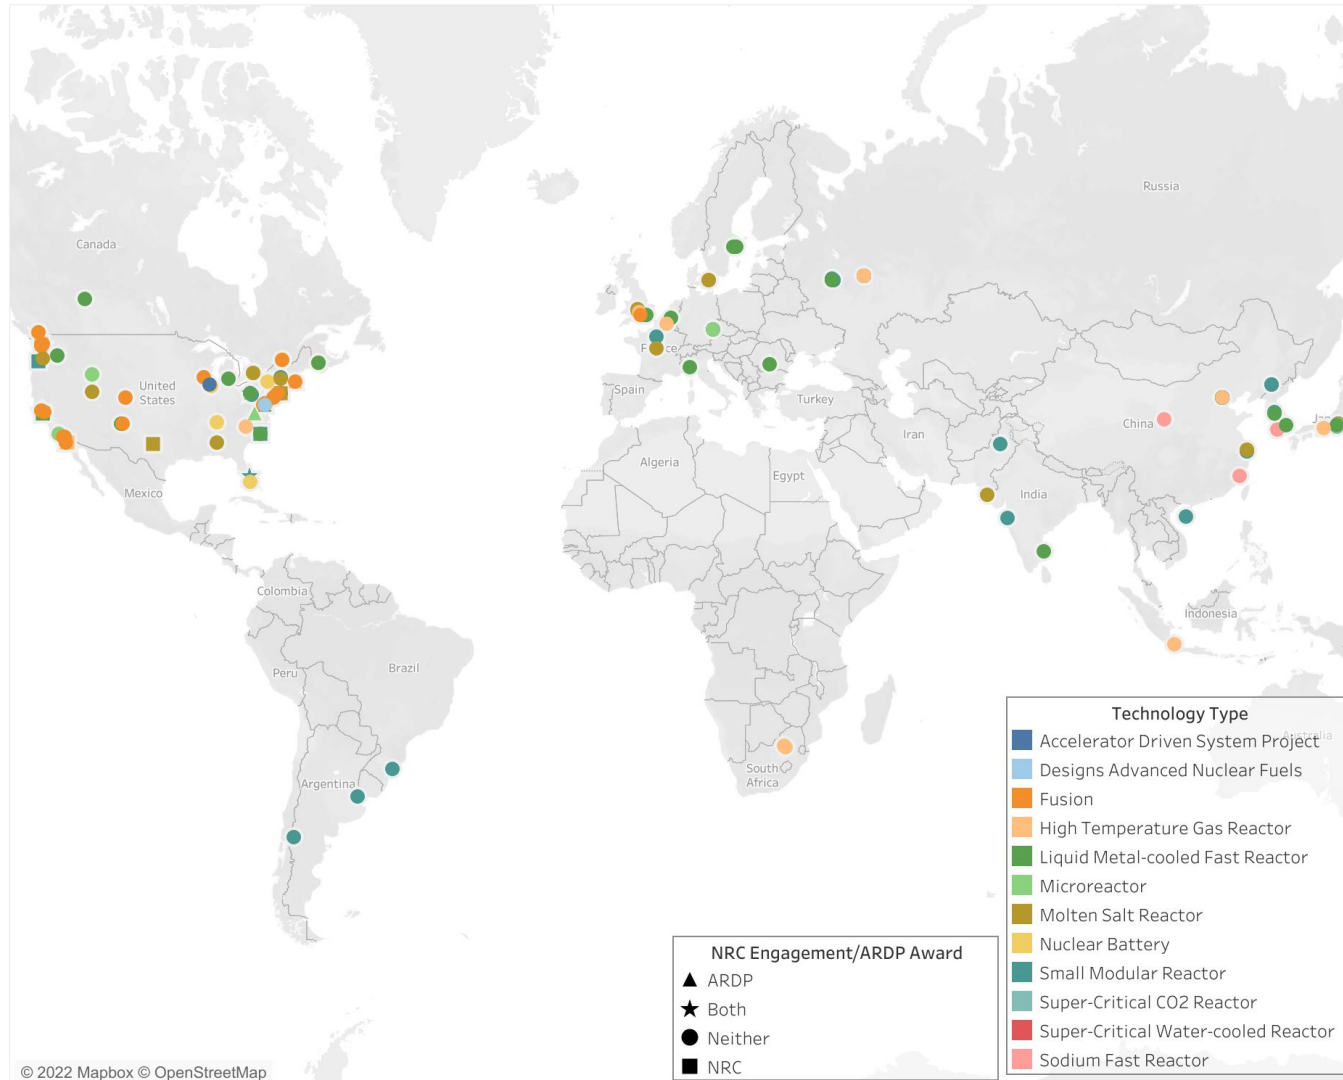 Russia
Canada
United
States
France
Spain
Turkey
China
Iran
Algeria
Egypt
Mexico
India
Colombia
Indonesia
Peru
Brazil
Argentina
South
Africa
Australia
Technology Type
Accelerator Driven System Project
Designs Advanced Nuclear Fuels
Fusion
High Temperature Gas Reactor
Liquid Metal-cooled Fast Reactor
Microreactor
Molten Salt Reactor
Nuclear Battery
Small Modular Reactor
Super-Critical CO2 Reactor
Super-Critical Water-cooled Reactor
Sodium Fast Reactor
NRC Engagement/ARDP Award
ARDP
Both
Neither
NRC
© 2022 Mapbox © OpenStreetMap